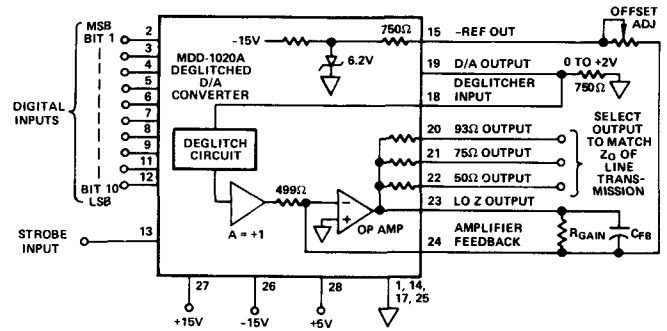 MSB
BIT 1
2
3
4
5
6
7
8
9
11
12
BIT 10
LSB
DIGITAL
INPUTS
STROBE
INPUT
13
MDD-1020A
DEGLITCHED
D/A
CONVERTER
DEGLITCH
CIRCUIT
-15V
6.2V
750Ω
A = +1
499Ω
-
+
OP AMP
15 -REF OUT
19 D/A OUTPUT
DEGLITCHER
18 INPUT
20 93Ω OUTPUT
21 75Ω OUTPUT
22 50Ω OUTPUT
23 LO Z OUTPUT
AMPLIFIER
24 FEEDBACK
OFFSET
ADJ
0 TO +2V
750Ω
SELECT
OUTPUT
TO MATCH
ZO OF
LINE
TRANS-
MISSION
RGAIN
CFB
27
+15V
26
-15V
28
+5V
1, 14,
17, 25